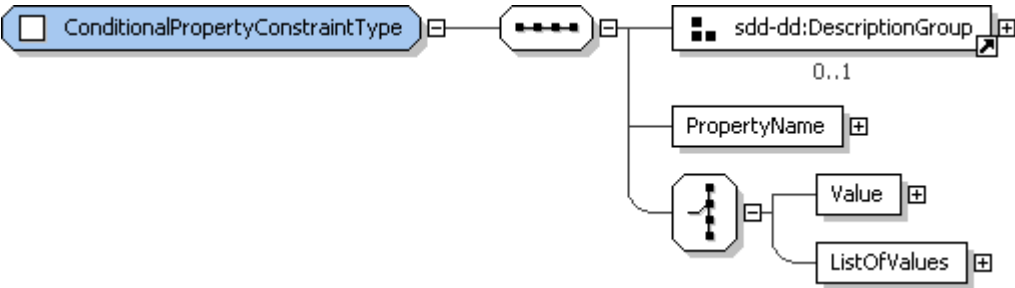 ConditionalPropertyConstraintType
sdd-dd:DescriptionGroup
0..1
PropertyName
Value
ListOfValues